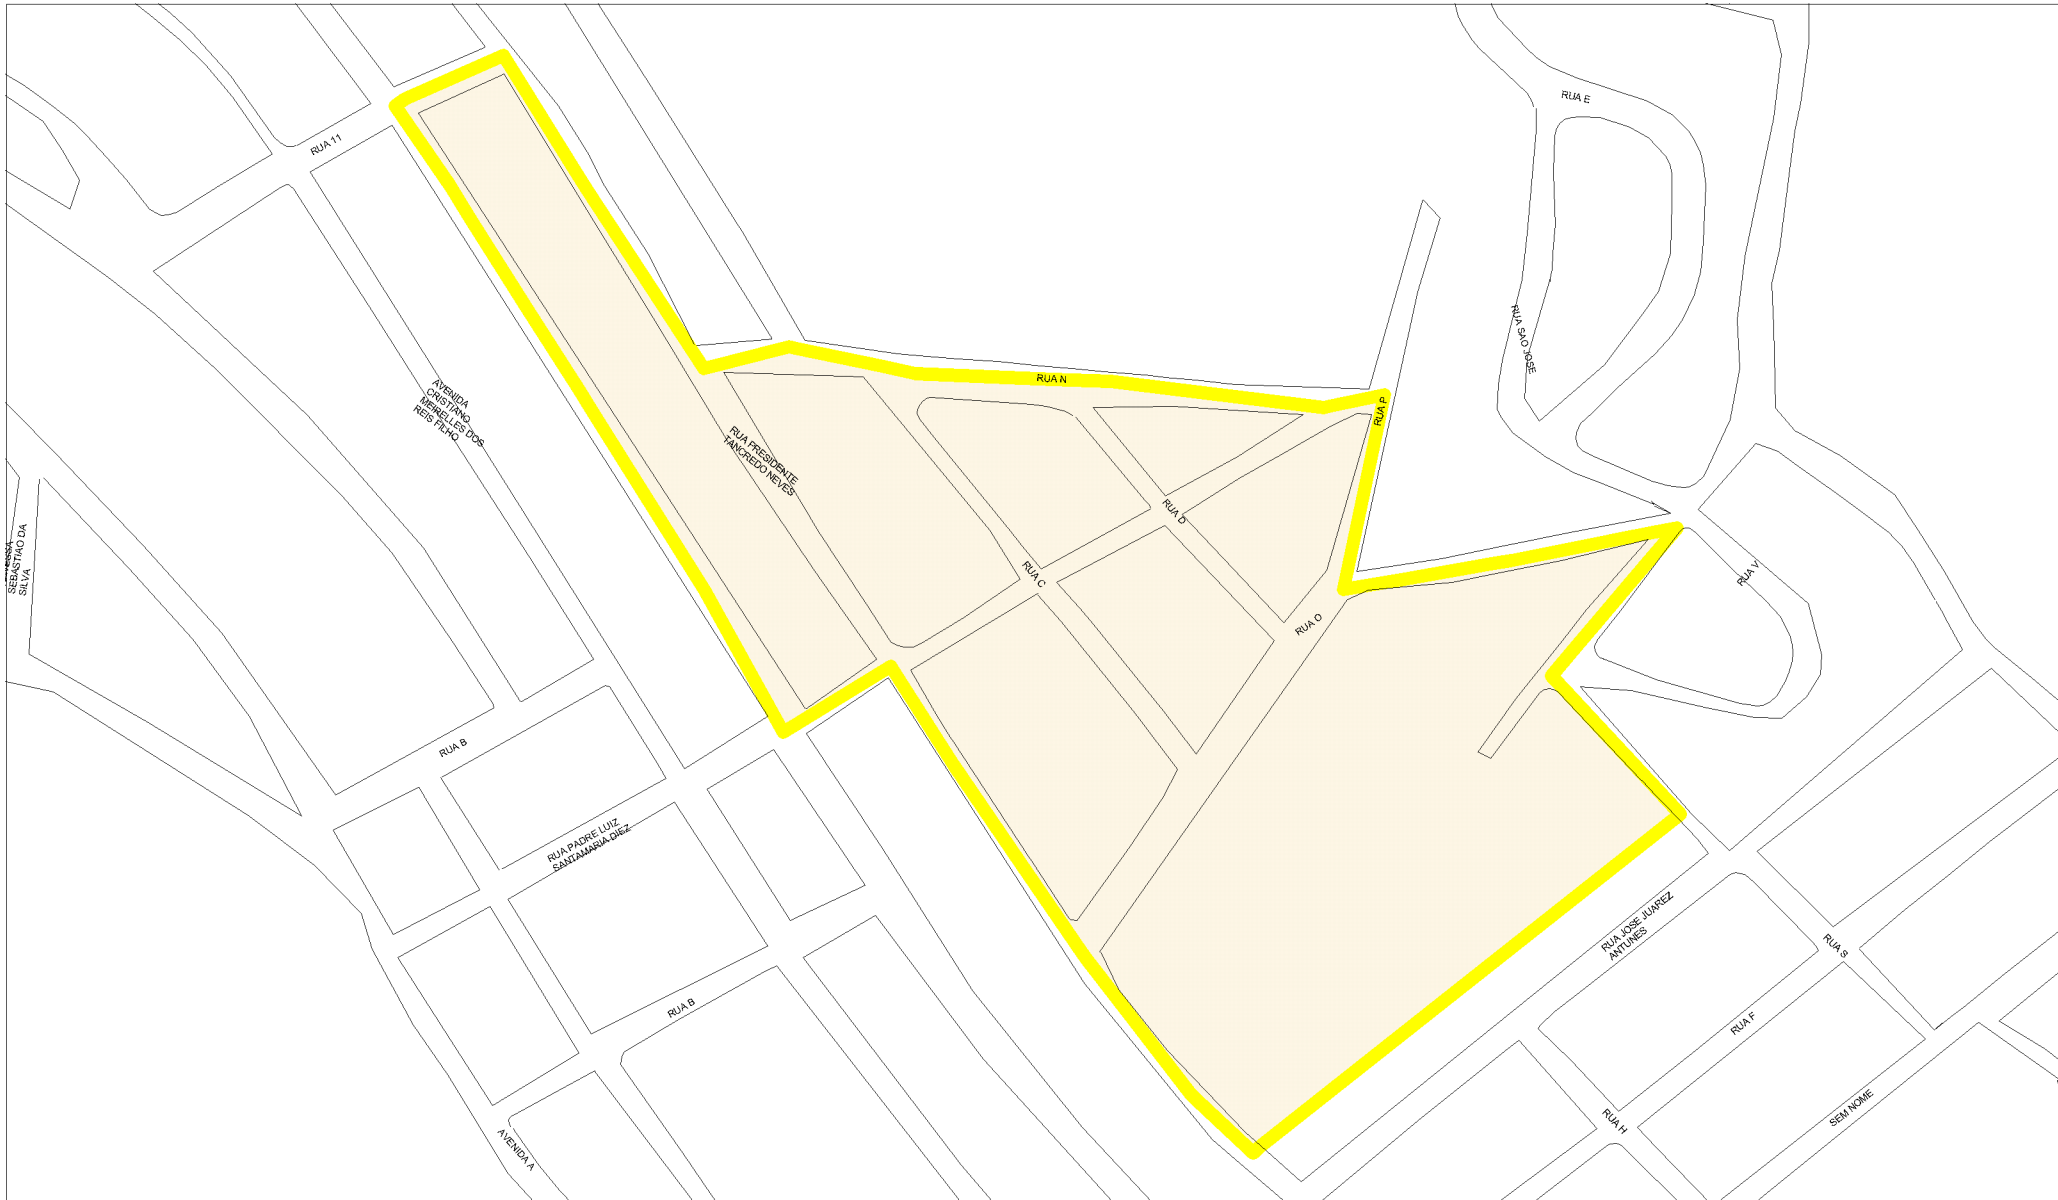 RUA E
RUA 11
RUA SAO JOSE
RUA N
RUA P
AVENIDA
CRISTIANO
MEIRELLES DOS
REIS FILHO
RUA PRESIDENTE
TANCREDO NEVES
RUA D
SEBASTIAO DA
SILVA
RUA C
RUA V
RUA O
RUA B
RUA PADRE LUIZ
SANTAMARIA DIEZ
RUA JOSE JUAREZ
ANTUNES
RUA S
RUA B
RUA F
RUA H
SEM NOME
AVENIDA A